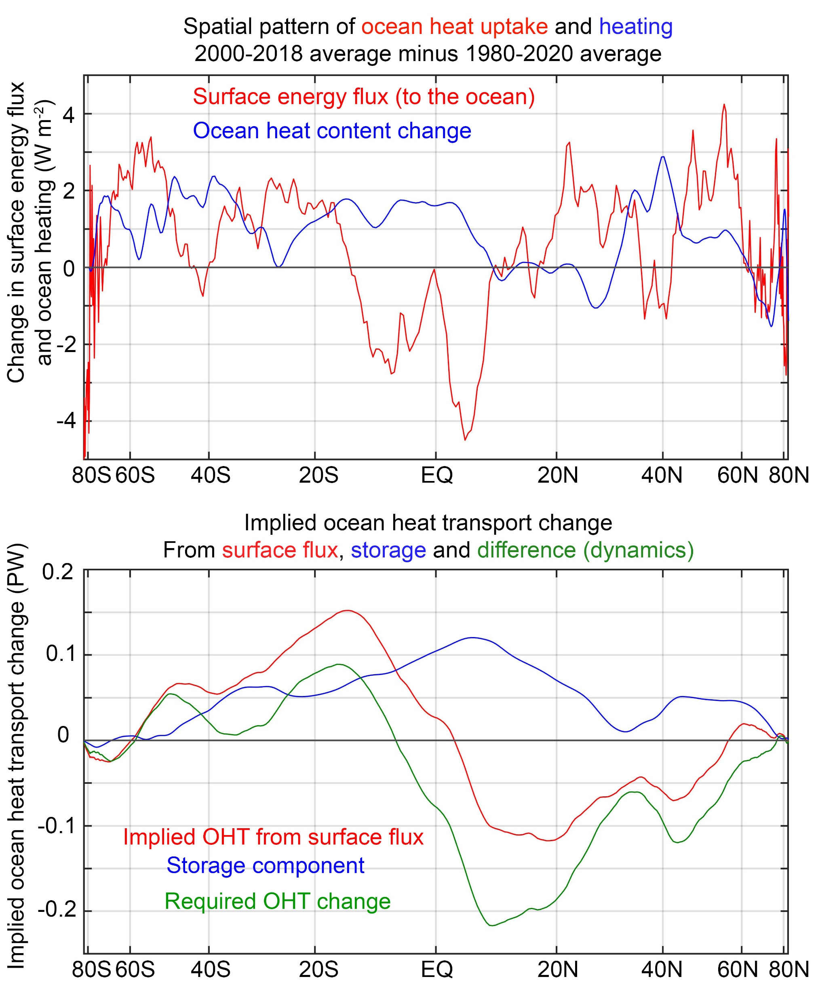 Spatial pattern of ocean heat uptake and heating
2000-2018 average minus 1980-2020 average
Change in surface energy flux
and ocean heating (W m-2)
Surface energy flux (to the ocean)
Ocean heat content change
4
2
0
-2
-4
80S 60S 40S 20S EQ 20N 40N 60N 80N
Implied ocean heat transport change
From surface flux, storage and difference (dynamics)
Implied ocean heat transport change (PW)
0.2
0.1
0
-0.1
-0.2
Implied OHT from surface flux
Storage component
Required OHT change
80S 60S 40S 20S EQ 20N 40N 60N 80N